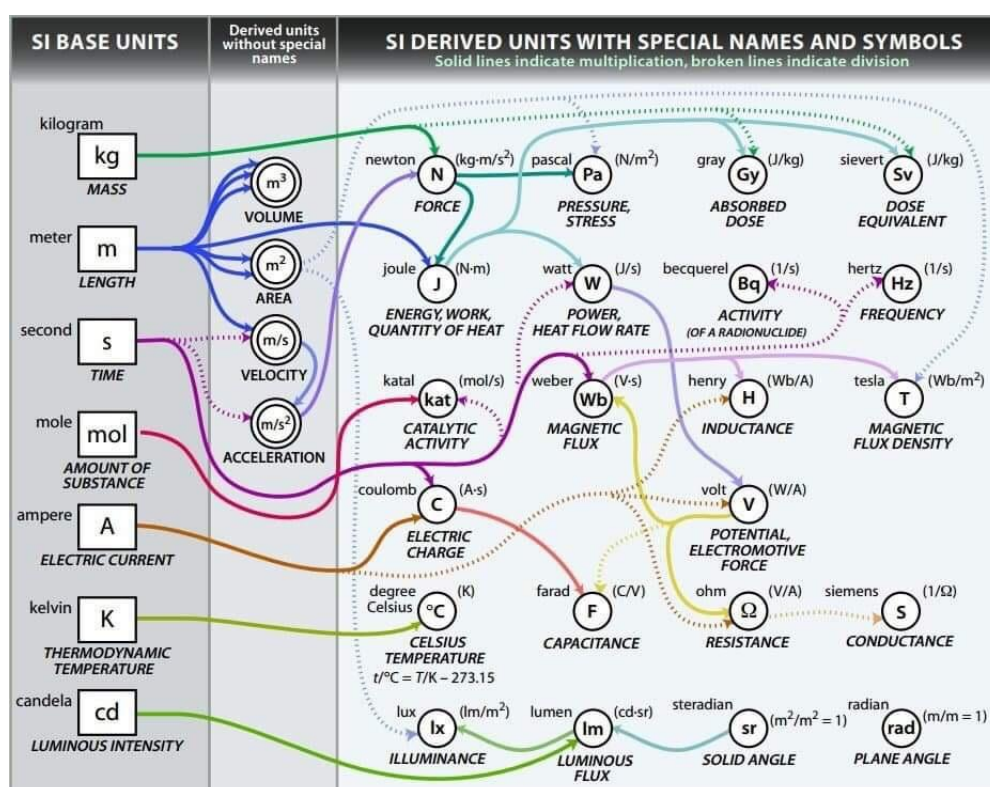 SI BASE UNITS
Derived units
without special
names
SI DERIVED UNITS WITH SPECIAL NAMES AND SYMBOLS
Solid lines indicate multiplication, broken lines indicate division
kilogram
kg
MASS
meter
m
LENGTH
second
s
TIME
mole
mol
AMOUNT OF
SUBSTANCE
ampere
A
ELECTRIC CURRENT
kelvin
K
THERMODYNAMIC
TEMPERATURE
candela
cd
LUMINOUS INTENSITY
m³
VOLUME
m²
AREA
m/s
VELOCITY
m/s²
ACCELERATION
newton
N
(kg·m/s²)
FORCE
pascal
Pa
(N/m²)
PRESSURE,
STRESS
gray
Gy
(J/kg)
ABSORBED
DOSE
sievert
Sv
(J/kg)
DOSE
EQUIVALENT
joule
J
(N·m)
ENERGY, WORK,
QUANTITY OF HEAT
watt
W
(J/s)
POWER,
HEAT FLOW RATE
becquerel
Bq
(1/s)
ACTIVITY
(OF A RADIONUCLIDE)
hertz
Hz
(1/s)
FREQUENCY
katal
kat
(mol/s)
CATALYTIC
ACTIVITY
weber
Wb
(V·s)
MAGNETIC
FLUX
henry
H
(Wb/A)
INDUCTANCE
tesla
T
(Wb/m²)
MAGNETIC
FLUX DENSITY
coulomb
C
(A·s)
ELECTRIC
CHARGE
volt
V
(W/A)
POTENTIAL,
ELECTROMOTIVE
FORCE
degree
Celsius
°C
(K)
CELSIUS
TEMPERATURE
t/°C = T/K – 273.15
farad
F
(C/V)
CAPACITANCE
ohm
Ω
(V/A)
RESISTANCE
siemens
S
(1/Ω)
CONDUCTANCE
lux
lx
(lm/m²)
ILLUMINANCE
lumen
lm
(cd·sr)
LUMINOUS
FLUX
steradian
sr
(m²/m² = 1)
SOLID ANGLE
radian
rad
(m/m = 1)
PLANE ANGLE